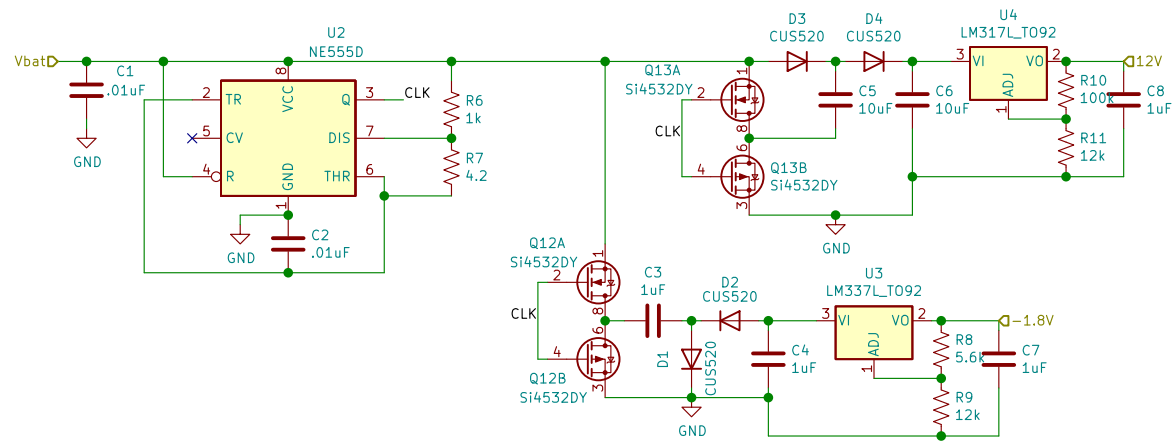 Vbat
C1
.01uF
GND
U2
NE555D
2
TR
5
CV
4
R
8
VCC
GND
1
Q
3
CLK
DIS
7
THR
6
R6
1k
R7
4.2
GND
C2
.01uF
Q13A
Si4532DY
1
2
8
CLK
6
4
3
Q13B
Si4532DY
D3
CUS520
D4
CUS520
C5
10uF
C6
10uF
GND
U4
LM317L_TO92
3
VI
VO
2
ADJ
1
12V
R10
100k
R11
12k
C8
1uF
Q12A
Si4532DY
1
2
8
CLK
6
4
3
Q12B
Si4532DY
C3
1uF
D2
CUS520
D1
CUS520
GND
C4
1uF
U3
LM337L_TO92
3
VI
VO
2
ADJ
1
-1.8V
R8
5.6k
R9
12k
C7
1uF